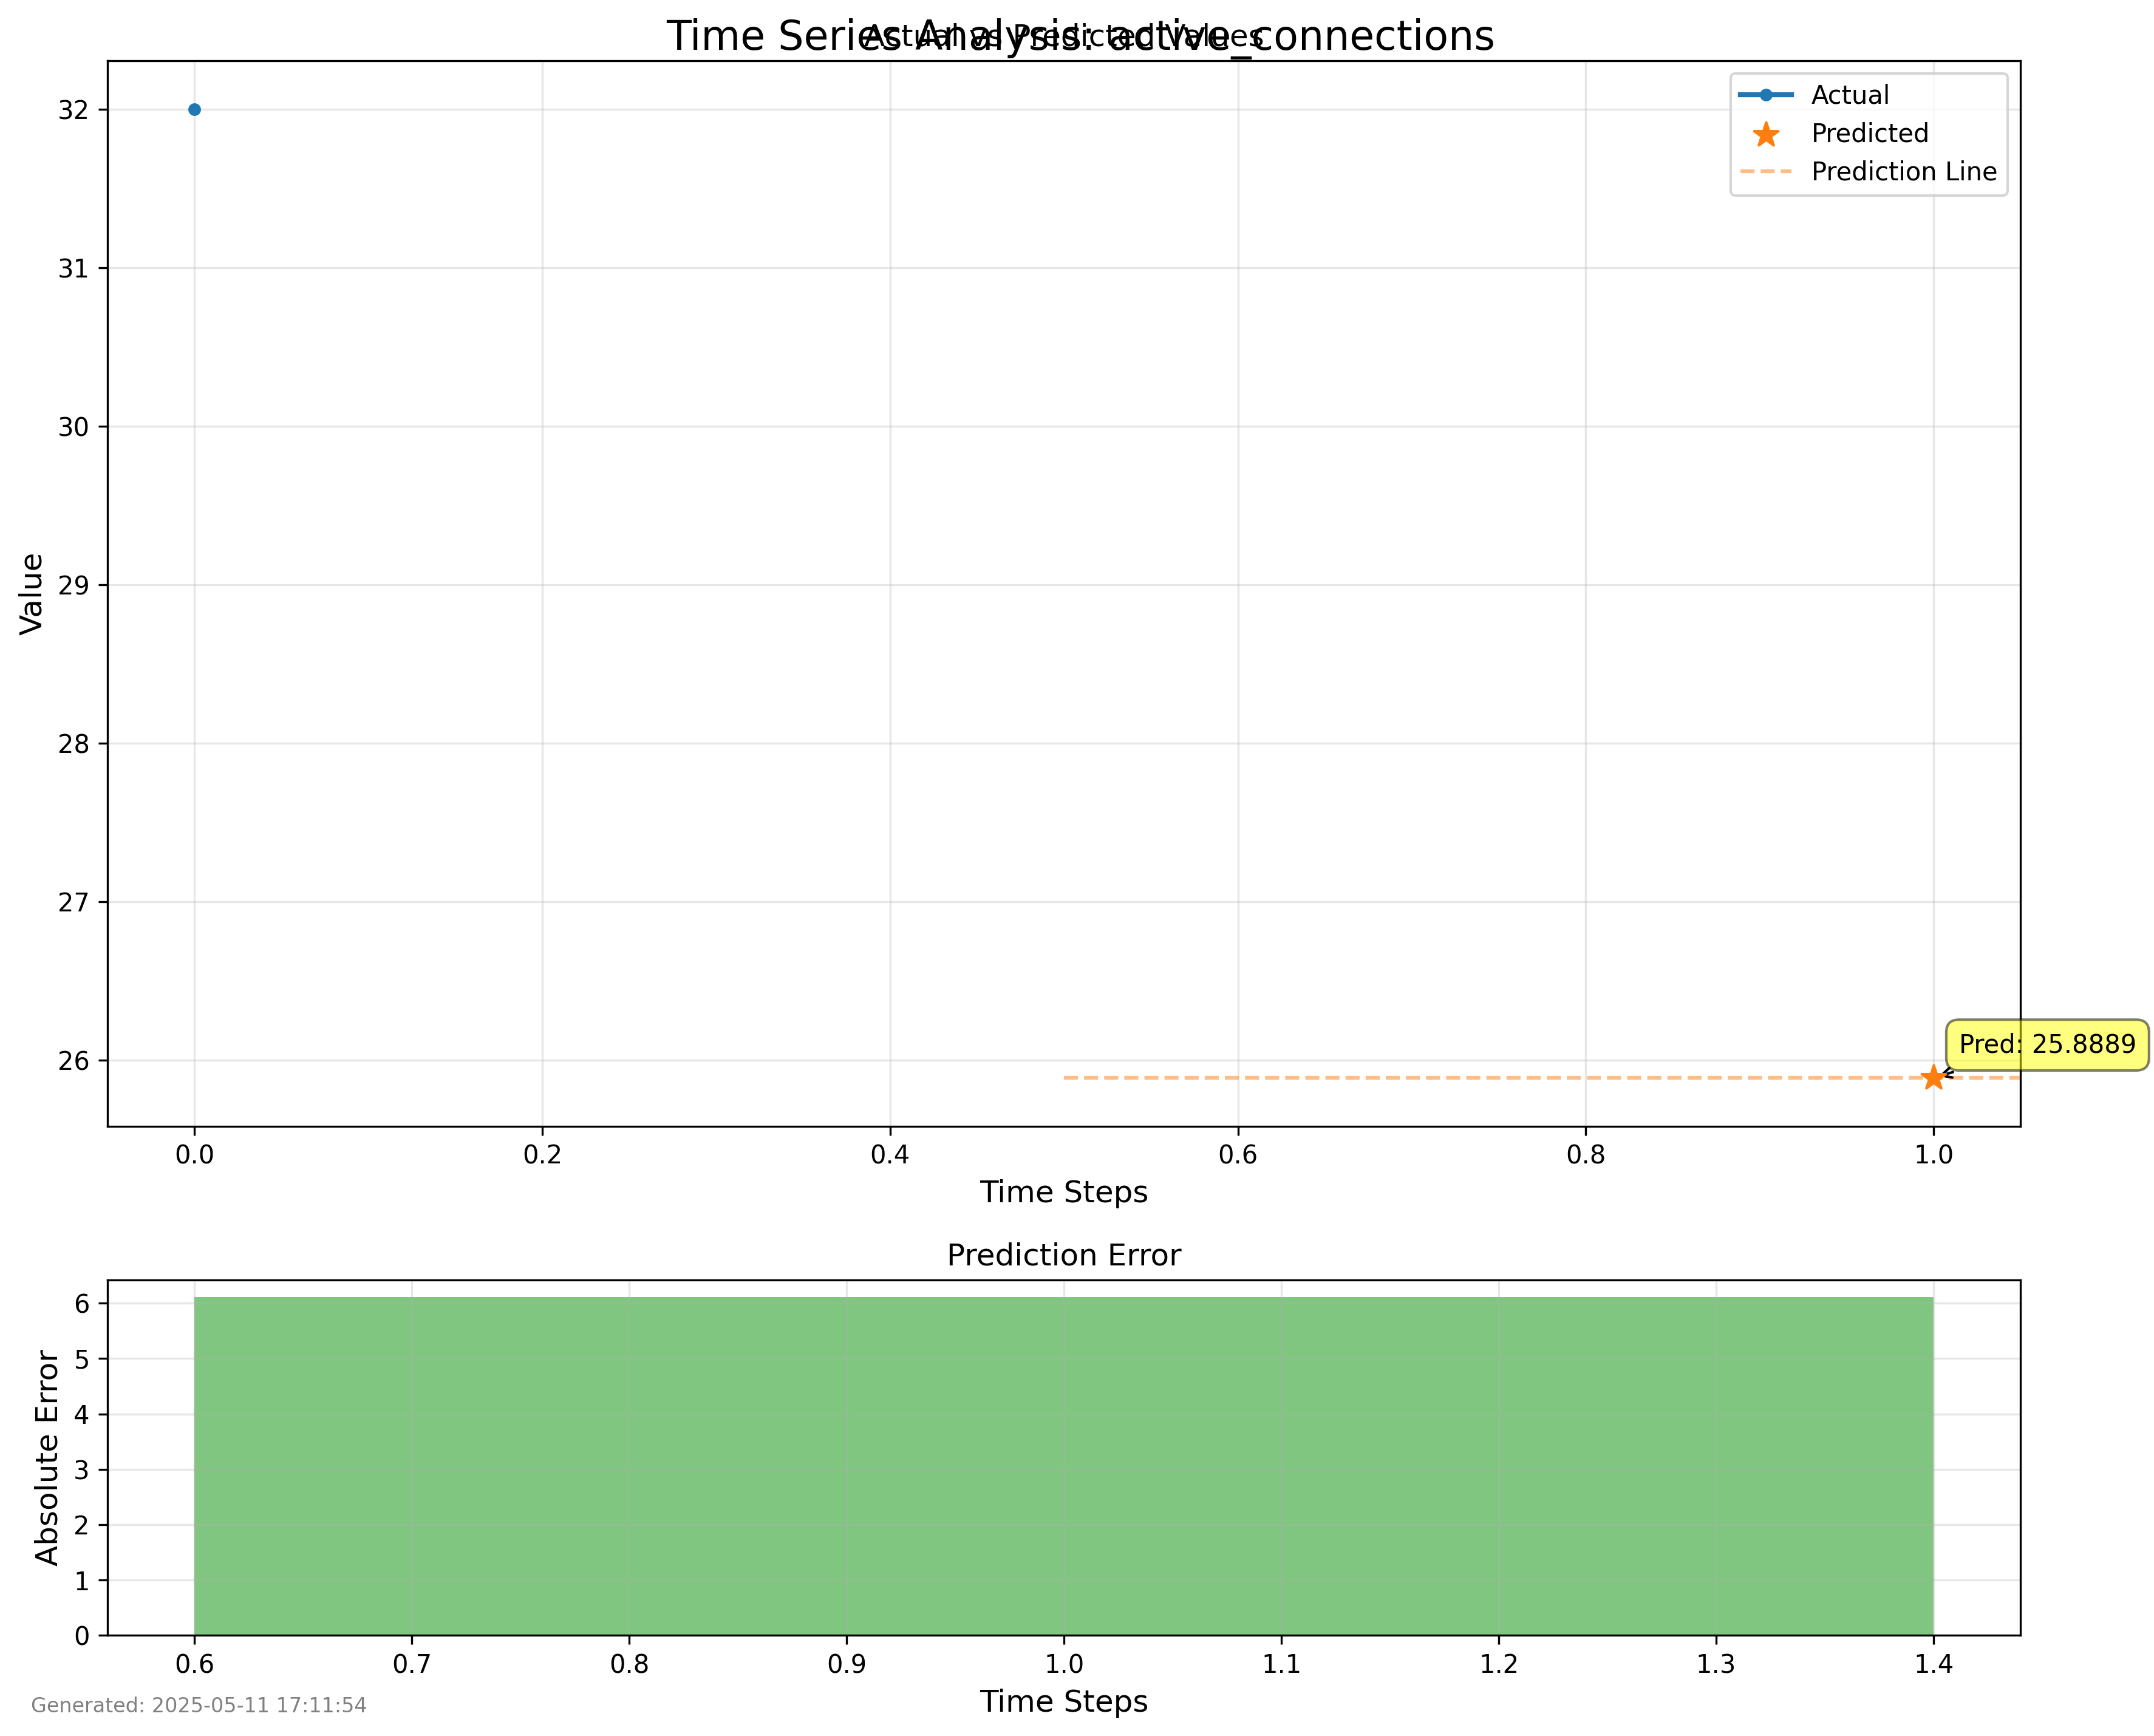 Time Series Analysis: active_connections
Actual vs Predicted Values
Actual
Predicted
Prediction Line
32
31
30
29
28
27
26
Value
Pred: 25.8889
0.0 0.2 0.4 0.6 0.8 1.0
Time Steps
Prediction Error
6
5
4
3
2
1
0
Absolute Error
0.6 0.7 0.8 0.9 1.0 1.1 1.2 1.3 1.4
Time Steps
Generated: 2025-05-11 17:11:54